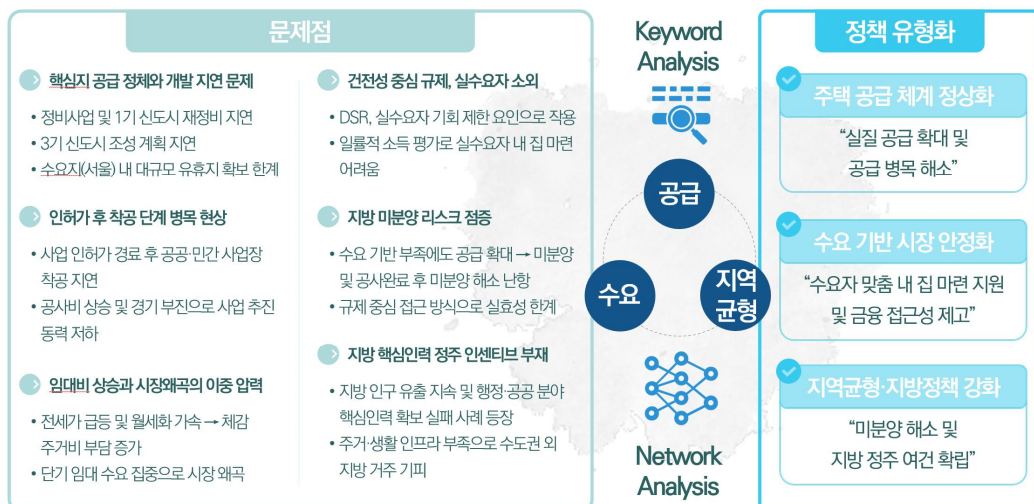 문제점
핵심지 공급 정체와 개발 지연 문제
• 정비사업 및 1기 신도시 재정비 지연
• 3기 신도시 조성 계획 지연
• 수요지(서울) 내 대규모 유휴지 확보 한계
인허가 후 착공 단계 병목 현상
• 사업 인허가 경료 후 공공·민간 사업장
착공 지연
• 공사비 상승 및 경기 부진으로 사업 추진
동력 저하
임대비 상승과 시장왜곡의 이중 압력
• 전세가 급등 및 월세화 가속 → 체감
주거비 부담 증가
• 단기 임대 수요 집중으로 시장 왜곡
건전성 중심 규제, 실수요자 소외
• DSR, 실수요자 기회 제한 요인으로 작용
• 일률적 소득 평가로 실수요자 내 집 마련
어려움
지방 미분양 리스크 점증
• 수요 기반 부족에도 공급 확대 → 미분양
및 공사완료 후 미분양 해소 난항
• 규제 중심 접근 방식으로 실효성 한계
지방 핵심인력 정주 인센티브 부재
• 지방 인구 유출 지속 및 행정·공공 분야
핵심인력 확보 실패 사례 등장
• 주거·생활 인프라 부족으로 수도권 외
지방 거주 기피
Keyword
Analysis
공급
수요
지역
균형
Network
Analysis
정책 유형화
주택 공급 체계 정상화
“실질 공급 확대 및
공급 병목 해소”
수요 기반 시장 안정화
“수요자 맞춤 내 집 마련 지원
및 금융 접근성 제고”
지역균형·지방정책 강화
“미분양 해소 및
지방 정주 여건 확립”